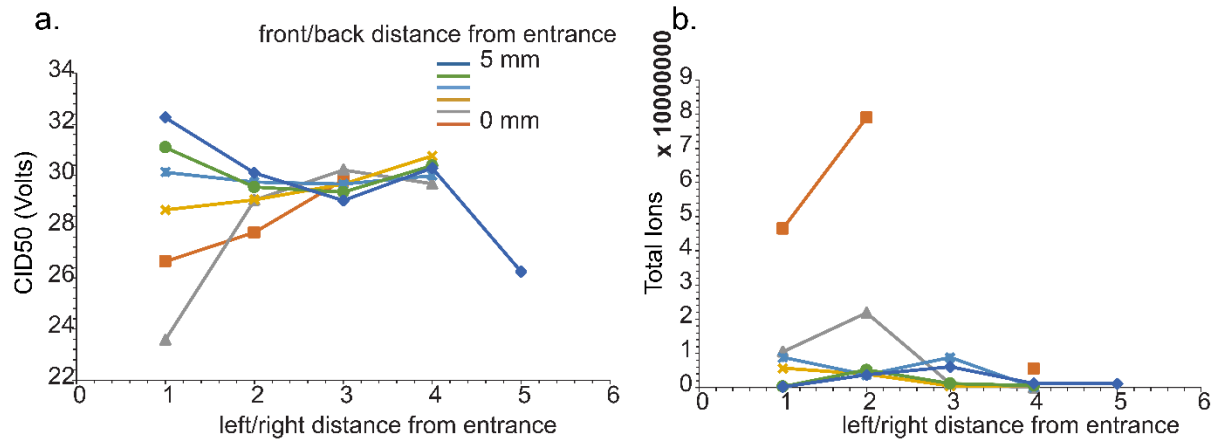 a.
front/back distance from entrance
5 mm
0 mm
34
32
30
28
26
24
22
CID50 (Volts)
0 1 2 3 4 5 6
left/right distance from entrance
b.
x 10000000
Total Ions
9
8
7
6
5
4
3
2
1
0
0 1 2 3 4 5 6
left/right distance from entrance